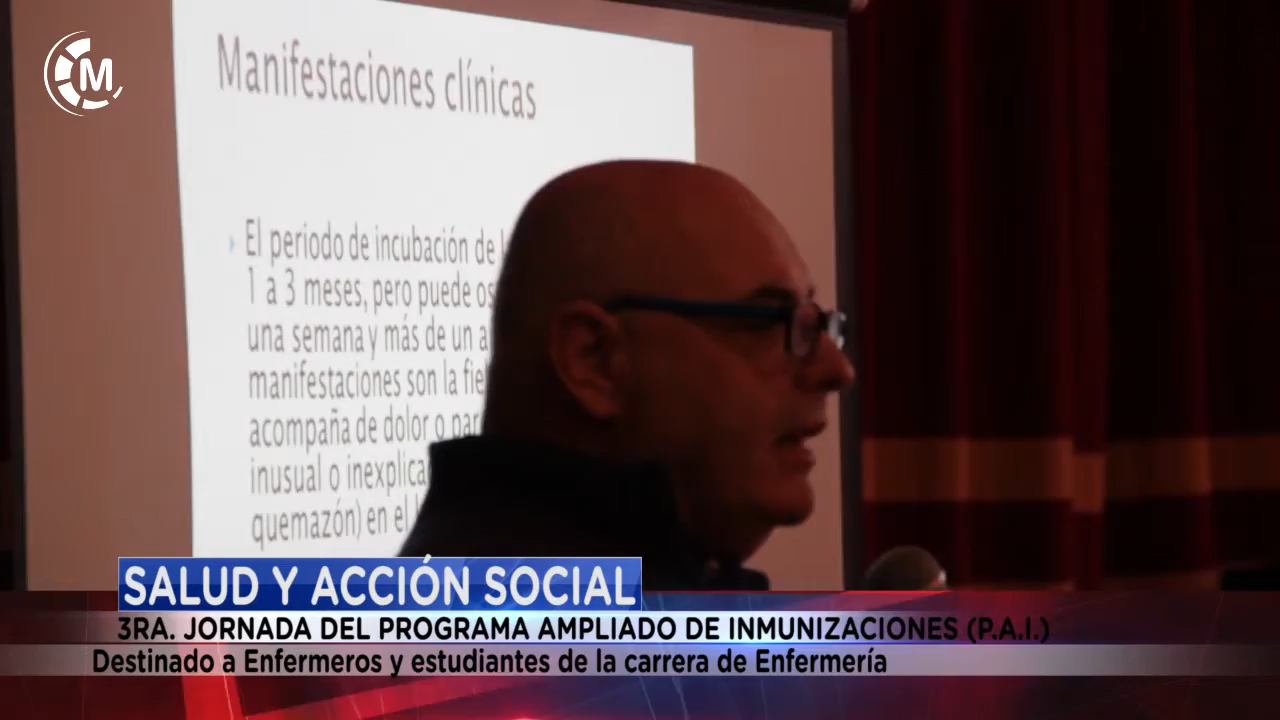 M
Manifestaciones clínicas
El periodo de incubación de
1 a 3 meses, pero puede
una semana y más de un
manifestaciones son la
acompaña de dolor o
inusual o
quemazón) en el
SALUD Y ACCIÓN SOCIAL
3RA. JORNADA DEL PROGRAMA AMPLIADO DE INMUNIZACIONES (P.A.I.)
Destinado a Enfermeros y estudiantes de la carrera de Enfermería